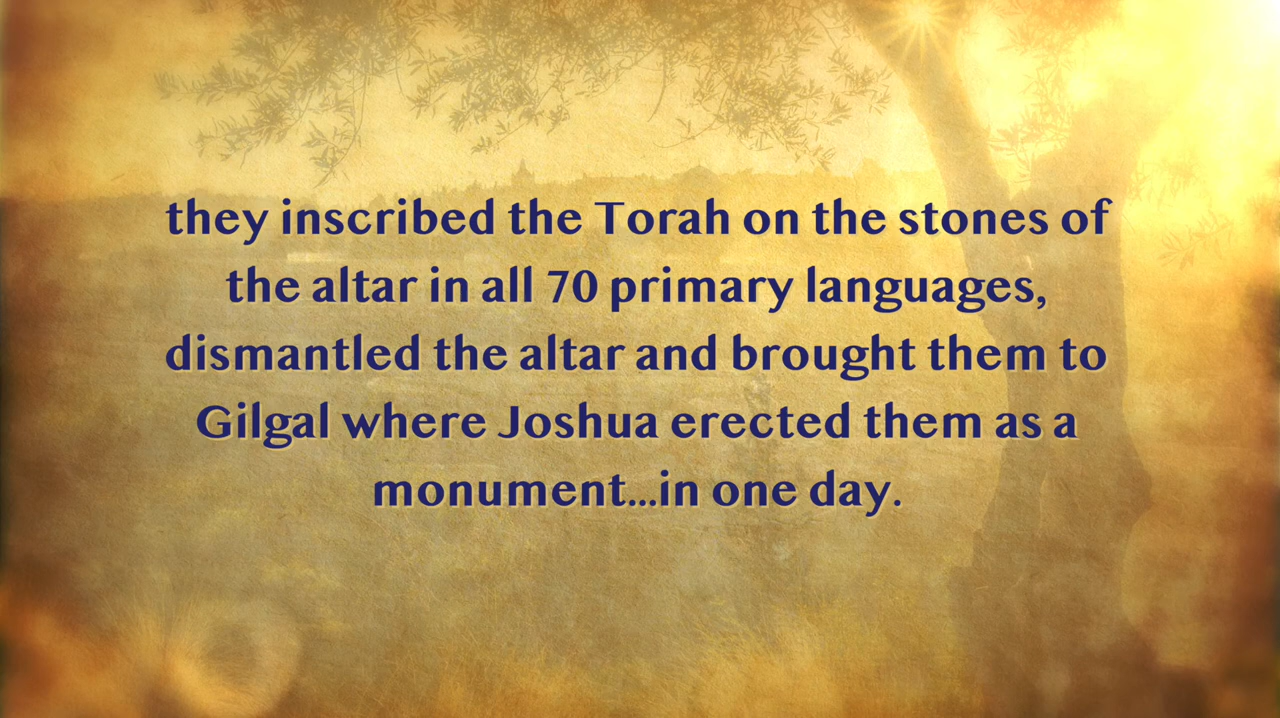 they inscribed the Torah on the stones of
the altar in all 70 primary languages,
dismantled the altar and brought them to
Gilgal where Joshua erected them as a
monument...in one day.